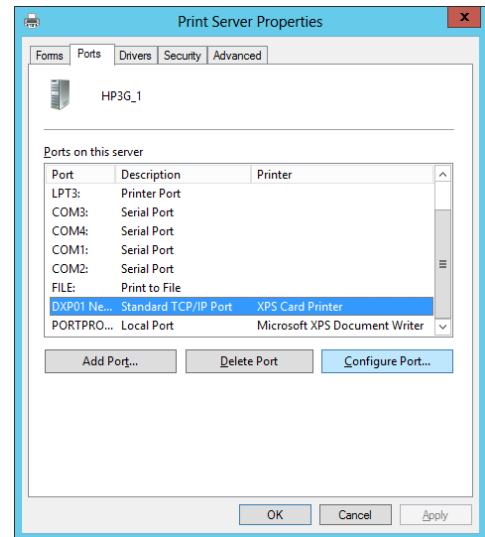 Print Server Properties
x
Forms Ports Drivers Security Advanced
HP3G_1
Ports on this server
Port Description Printer
LPT3: Printer Port
COM3: Serial Port
COM4: Serial Port
COM1: Serial Port
COM2: Serial Port
FILE: Print to File
DXP01 Ne... Standard TCP/IP Port XPS Card Printer
PORTPRO... Local Port Microsoft XPS Document Writer
Add Port... Delete Port Configure Port...
OK Cancel Apply